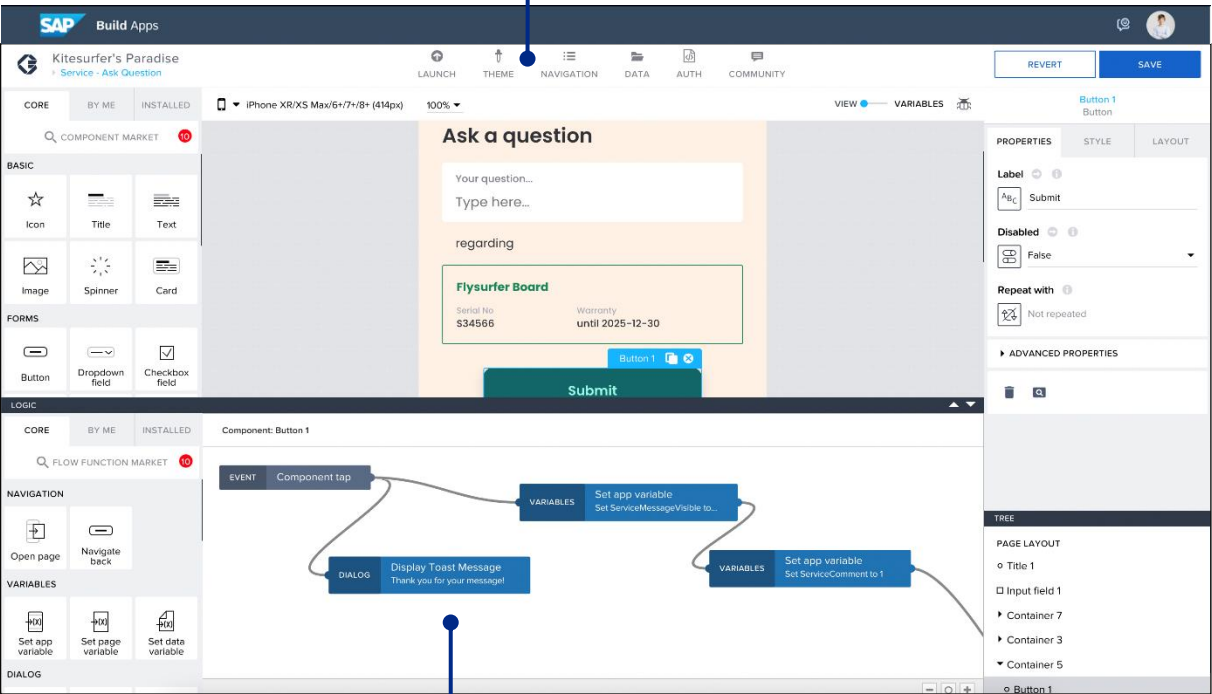 SAP Build Apps
Kitesurfer's Paradise
Service - Ask Question
LAUNCH THEME NAVIGATION DATA AUTH COMMUNITY
REVERT SAVE
CORE BY ME INSTALLED
iPhone XR/XS Max/6+/7+/8+ (414px) 100%
VIEW VARIABLES
Button 1
Button
COMPONENT MARKET 10
PROPERTIES STYLE LAYOUT
BASIC
Icon Title Text
Image Spinner Card
FORMS
Button Dropdown field Checkbox field
Ask a question
Your question...
Type here...
regarding
Flysurfer Board
Serial No Warranty
S34566 until 2025-12-30
Button 1
Submit
Label
ABC Submit
Disabled
False
Repeat with
Not repeated
ADVANCED PROPERTIES
LOGIC
CORE BY ME INSTALLED
Component: Button 1
FLOW FUNCTION MARKET 10
NAVIGATION
Open page Navigate back
VARIABLES
Set app variable Set page variable Set data variable
DIALOG
EVENT Component tap
VARIABLES Set app variable
Set ServiceMessageVisible to...
DIALOG Display Toast Message
Thank you for your message!
VARIABLES Set app variable
Set ServiceComment to 1
TREE
PAGE LAYOUT
Title 1
Input field 1
Container 7
Container 3
Container 5
Button 1